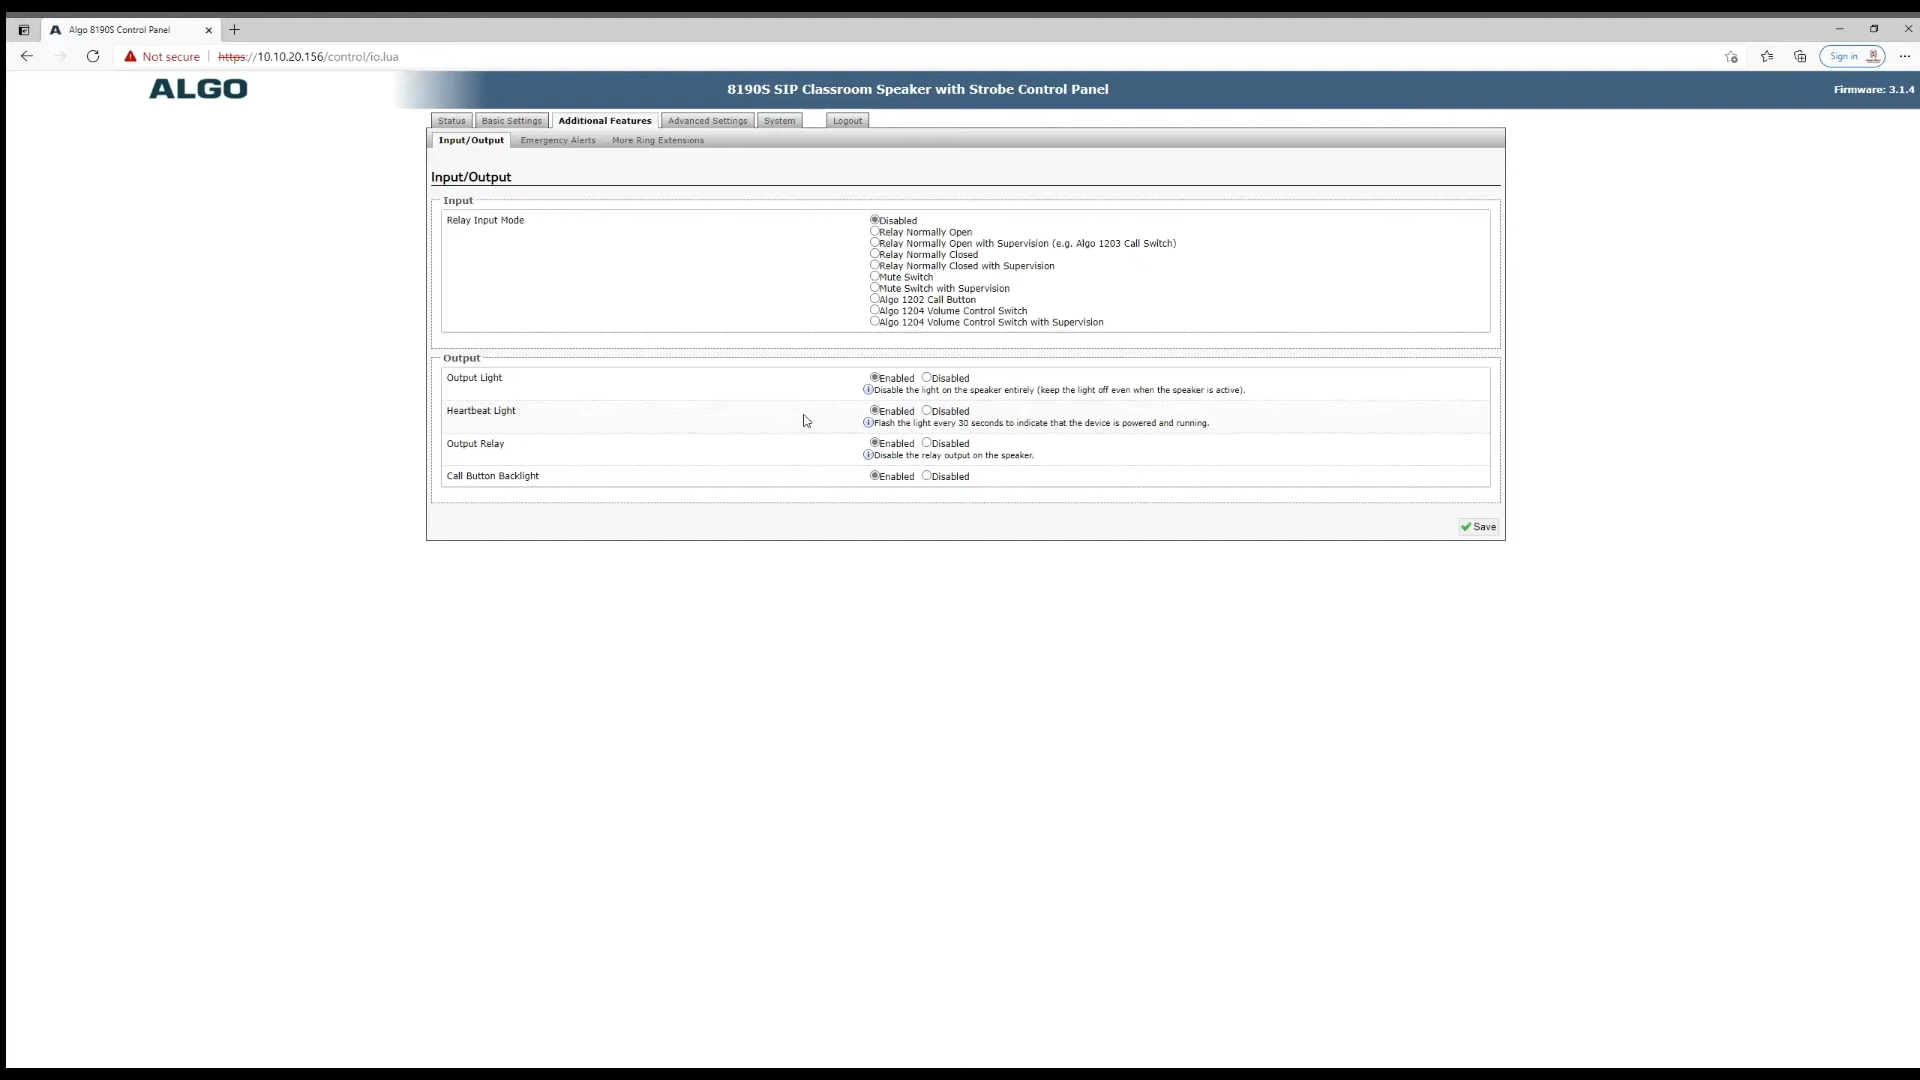 Algo 8190S Control Panel
Not secure | https://10.10.20.156/control/io.lua
Sign in
ALGO
8190S SIP Classroom Speaker with Strobe Control Panel
Firmware: 3.1.4
Status Basic Settings Additional Features Advanced Settings System Logout
Input/Output Emergency Alerts More Ring Extensions
Input/Output
Input
Relay Input Mode
Disabled
Relay Normally Open
Relay Normally Open with Supervision (e.g. Algo 1203 Call Switch)
Relay Normally Closed
Relay Normally Closed with Supervision
Mute Switch
Mute Switch with Supervision
Algo 1202 Call Button
Algo 1204 Volume Control Switch
Algo 1204 Volume Control Switch with Supervision
Output
Output Light Enabled Disabled
Disable the light on the speaker entirely (keep the light off even when the speaker is active).
Heartbeat Light Enabled Disabled
Flash the light every 30 seconds to indicate that the device is powered and running.
Output Relay Enabled Disabled
Disable the relay output on the speaker.
Call Button Backlight Enabled Disabled
Save